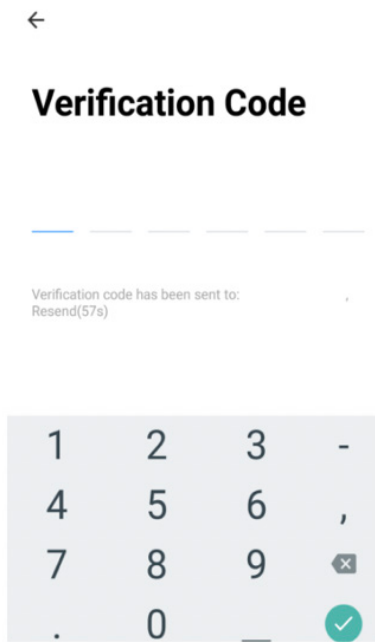 Verification Code
Verification code has been sent to: ,
Resend(57s)
1 2 3 -
4 5 6 ,
7 8 9
. 0 _